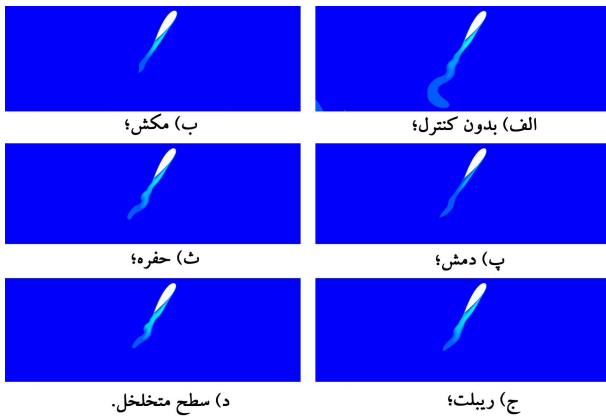 الف) بدون کنترل؛
ب) مکش؛
پ) دمش؛
ث) حفره؛
ج) ریبلت؛
د) سطح متخلخل.